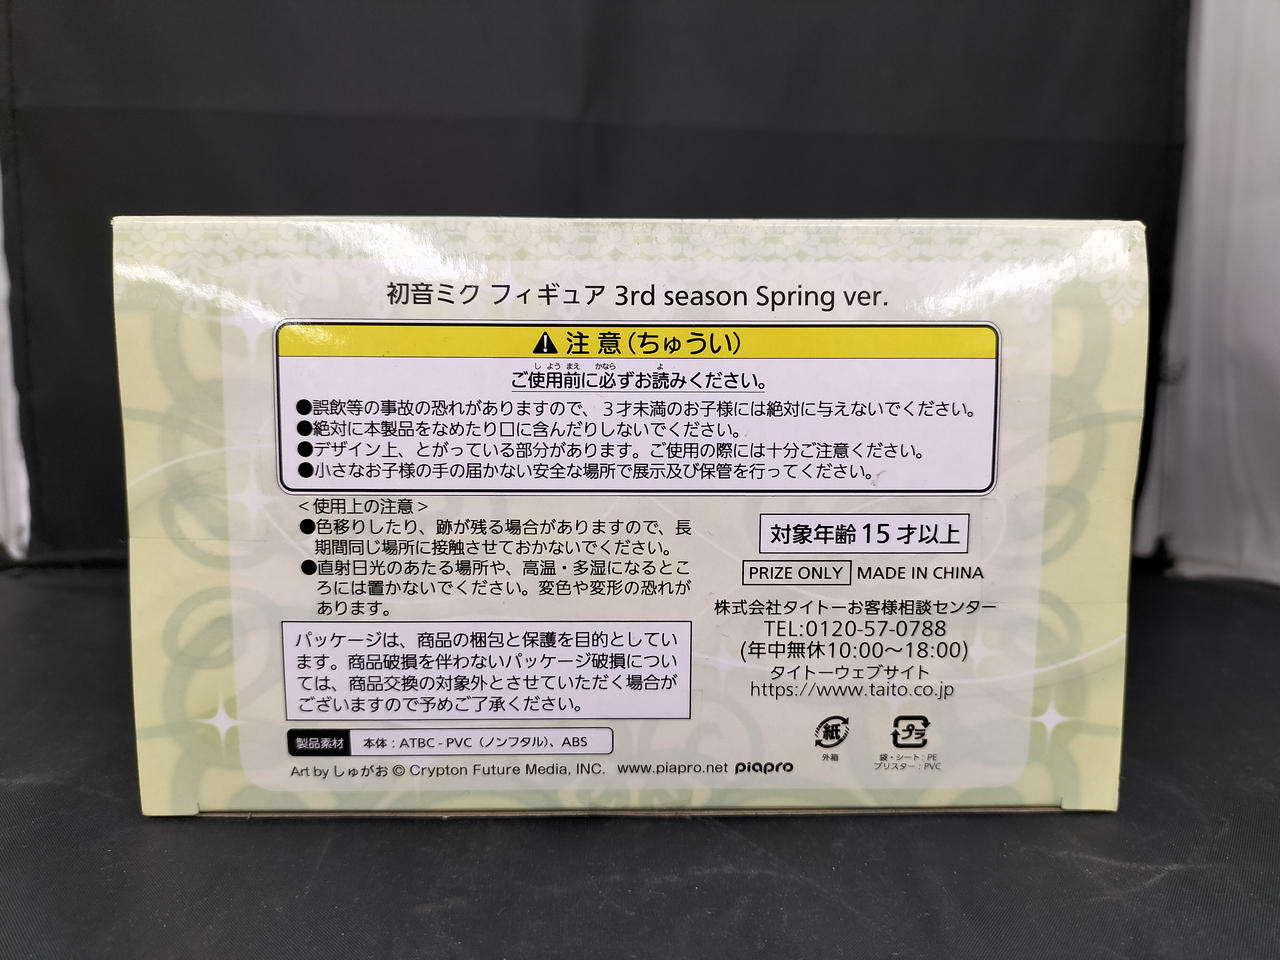 初音ミク フィギュア 3rd season Spring ver.
注意(ちゅうい)
ご使用前に必ずお読みください。
●誤飲等の事故の恐れがありますので、３才未満のお子様には絶対に与えないでください。
●絶対に本製品をなめたり口に含んだりしないでください。
●デザイン上、とがっている部分があります。ご使用の際には十分ご注意ください。
●小さなお子様の手の届かない安全な場所で展示及び保管を行ってください。
＜使用上の注意＞
●色移りしたり、跡が残る場合がありますので、長
期間同じ場所に接触させておかないでください。
●直射日光のあたる場所や、高温・多湿になるとこ
ろには置かないでください。変色や変形の恐れが
あります。
パッケージは、商品の梱包と保護を目的としてい
ます。商品破損を伴わないパッケージ破損につい
ては、商品交換の対象外とさせていただく場合が
ございますので予めご了承ください。
製品素材 本体：ATBC - PVC（ノンフタル）、ABS
Art by しゅがお © Crypton Future Media, INC. www.piapro.net piapro
対象年齢 15 才以上
PRIZE ONLY MADE IN CHINA
株式会社タイトーお客様相談センター
TEL:0120-57-0788
(年中無休10:00〜18:00)
タイトーウェブサイト
https://www.taito.co.jp
紙
外箱
プラ
袋・シート：PE
ブリスター：PVC